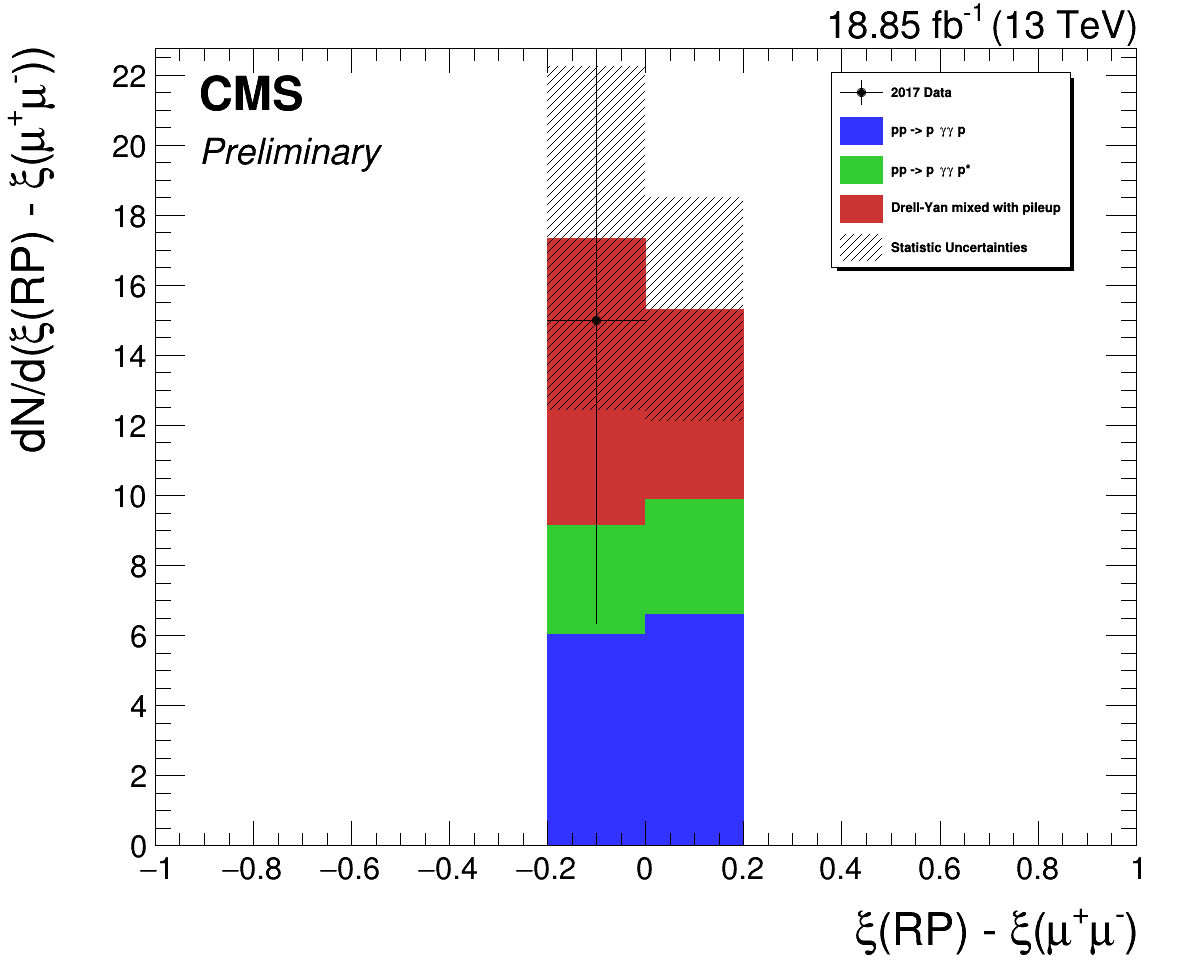 18.85 fb⁻¹ (13 TeV)
dN/d(ξ(RP) - ξ(μ⁺μ⁻))
CMS
Preliminary
2017 Data
pp -> p γγ p
pp -> p γγ p*
Drell-Yan mixed with pileup
Statistic Uncertainties
22
20
18
16
14
12
10
8
6
4
2
0
−1 −0.8 −0.6 −0.4 −0.2 0 0.2 0.4 0.6 0.8 1
ξ(RP) - ξ(μ⁺μ⁻)